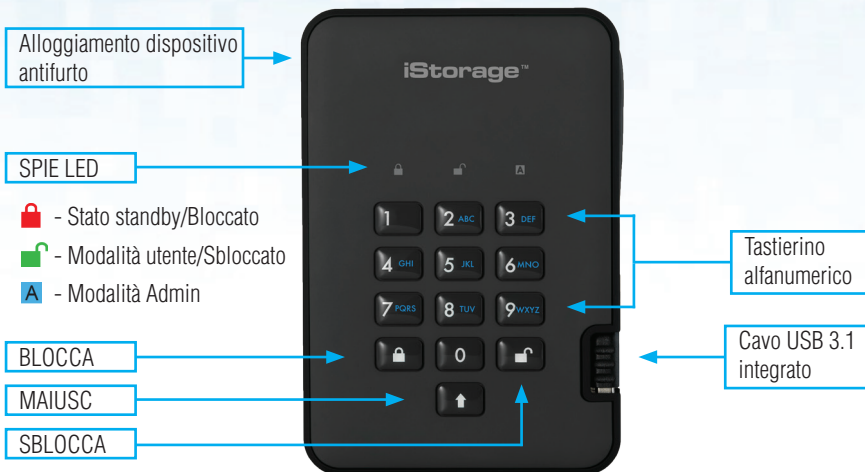 Alloggiamento dispositivo
antifurto
iStorage™
SPIE LED
A
- Stato standby/Bloccato
- Modalità utente/Sbloccato
A - Modalità Admin
1
2 ABC
3 DEF
4 GHI
5 JKL
6 MNO
7 PQRS
8 TUV
9 WXYZ
0
Tastierino
alfanumerico
Cavo USB 3.1
integrato
BLOCCA
MAIUSC
SBLOCCA